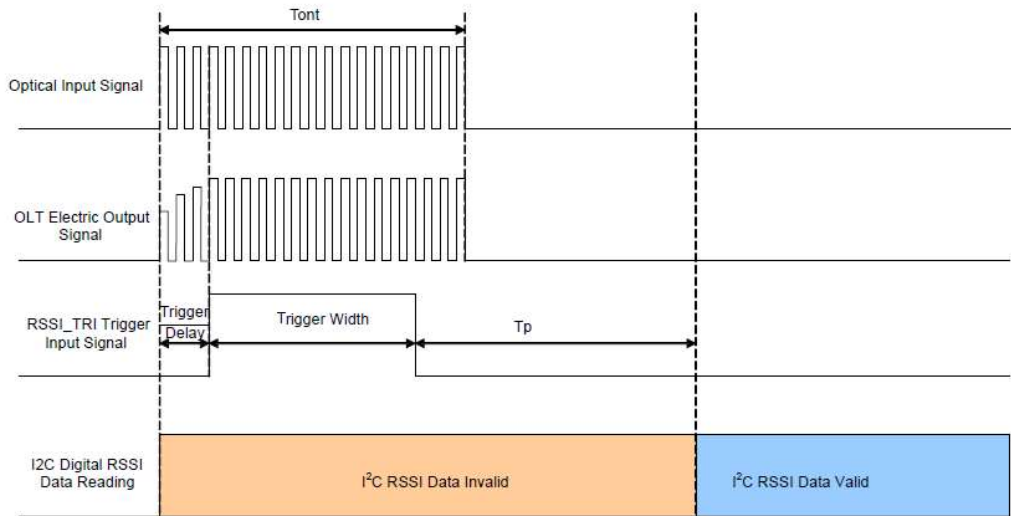 Tont
Optical Input Signal
OLT Electric Output
Signal
RSSI_TRI Trigger
Input Signal
Trigger
Delay
Trigger Width
Tp
I2C Digital RSSI
Data Reading
I²C RSSI Data Invalid
I²C RSSI Data Valid